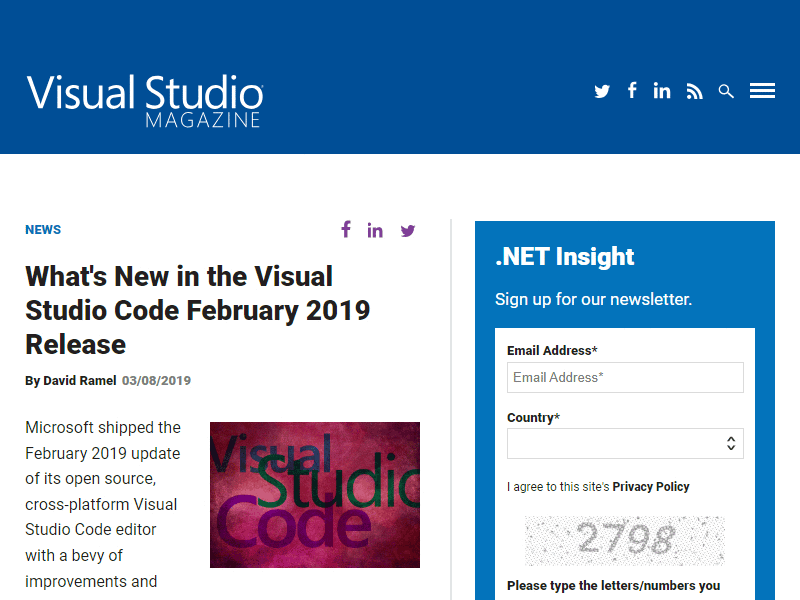 Visual Studio
MAGAZINE
NEWS
What's New in the Visual
Studio Code February 2019
Release
By David Ramel 03/08/2019
Microsoft shipped the
February 2019 update
of its open source,
cross-platform Visual
Studio Code editor
with a bevy of
improvements and
Visual
Studio
Code
.NET Insight
Sign up for our newsletter.
Email Address*
Email Address*
Country*
I agree to this site's Privacy Policy
2798
Please type the letters/numbers you